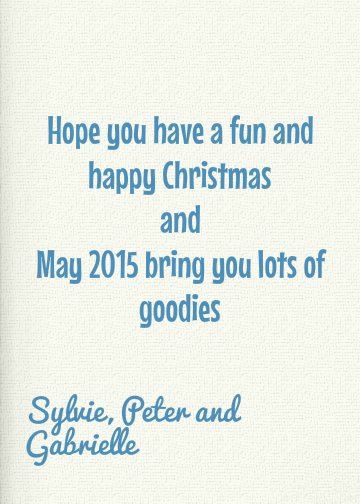 Hope you have a fun and
happy Christmas
and
May 2015 bring you lots of
goodies
Sylvie, Peter and
Gabrielle